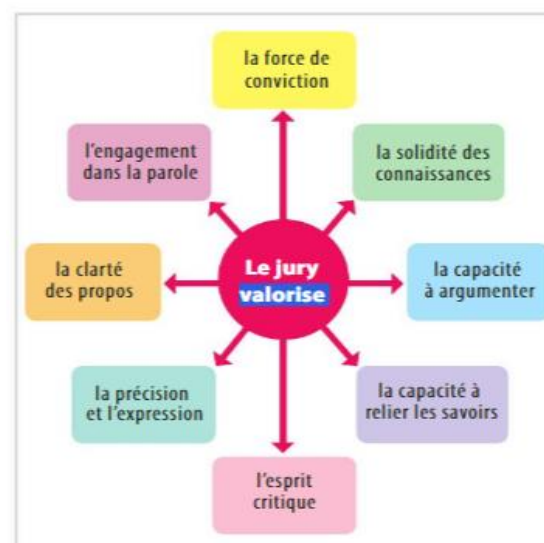 la force de
conviction
l'engagement
dans la parole
la solidité des
connaissances
la clarté
des propos
Le jury
valorise
la capacité
à argumenter
la précision
et l'expression
la capacité à
relier les savoirs
l'esprit
critique